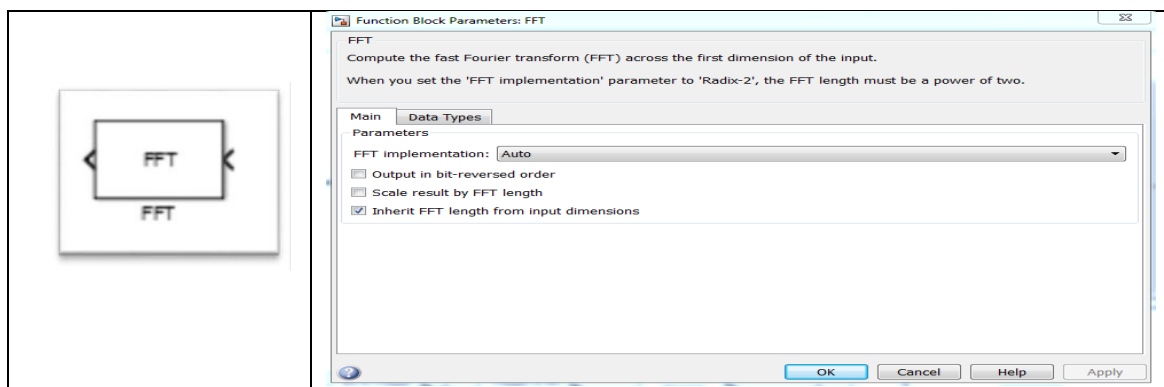 FFT
FFT
Function Block Parameters: FFT
FFT
Compute the fast Fourier transform (FFT) across the first dimension of the input.
When you set the 'FFT implementation' parameter to 'Radix-2', the FFT length must be a power of two.
Main Data Types
Parameters
FFT implementation: Auto
Output in bit-reversed order
Scale result by FFT length
Inherit FFT length from input dimensions
OK Cancel Help Apply